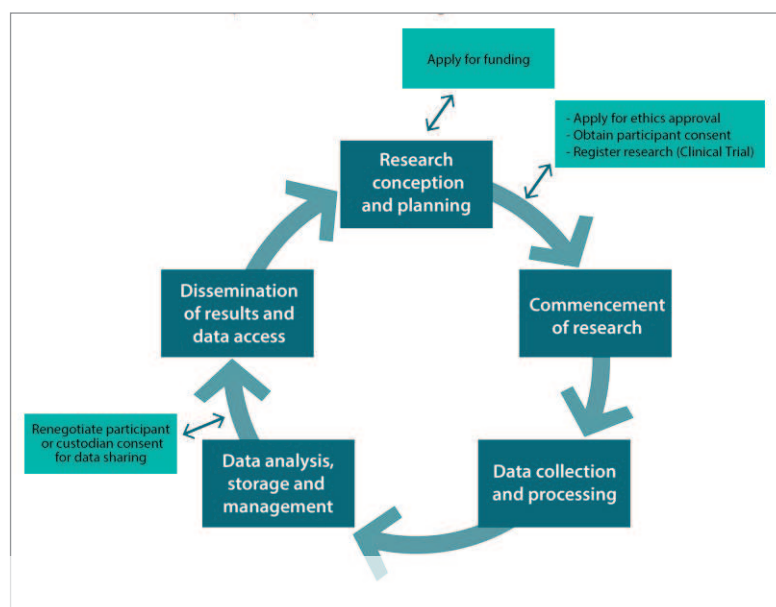 Apply for funding
- Apply for ethics approval
- Obtain participant consent
- Register research (Clinical Trial)
Research
conception
and planning
Commencement
of research
Data collection
and processing
Data analysis,
storage and
management
Renegotiate participant
or custodian consent
for data sharing
Dissemination
of results and
data access